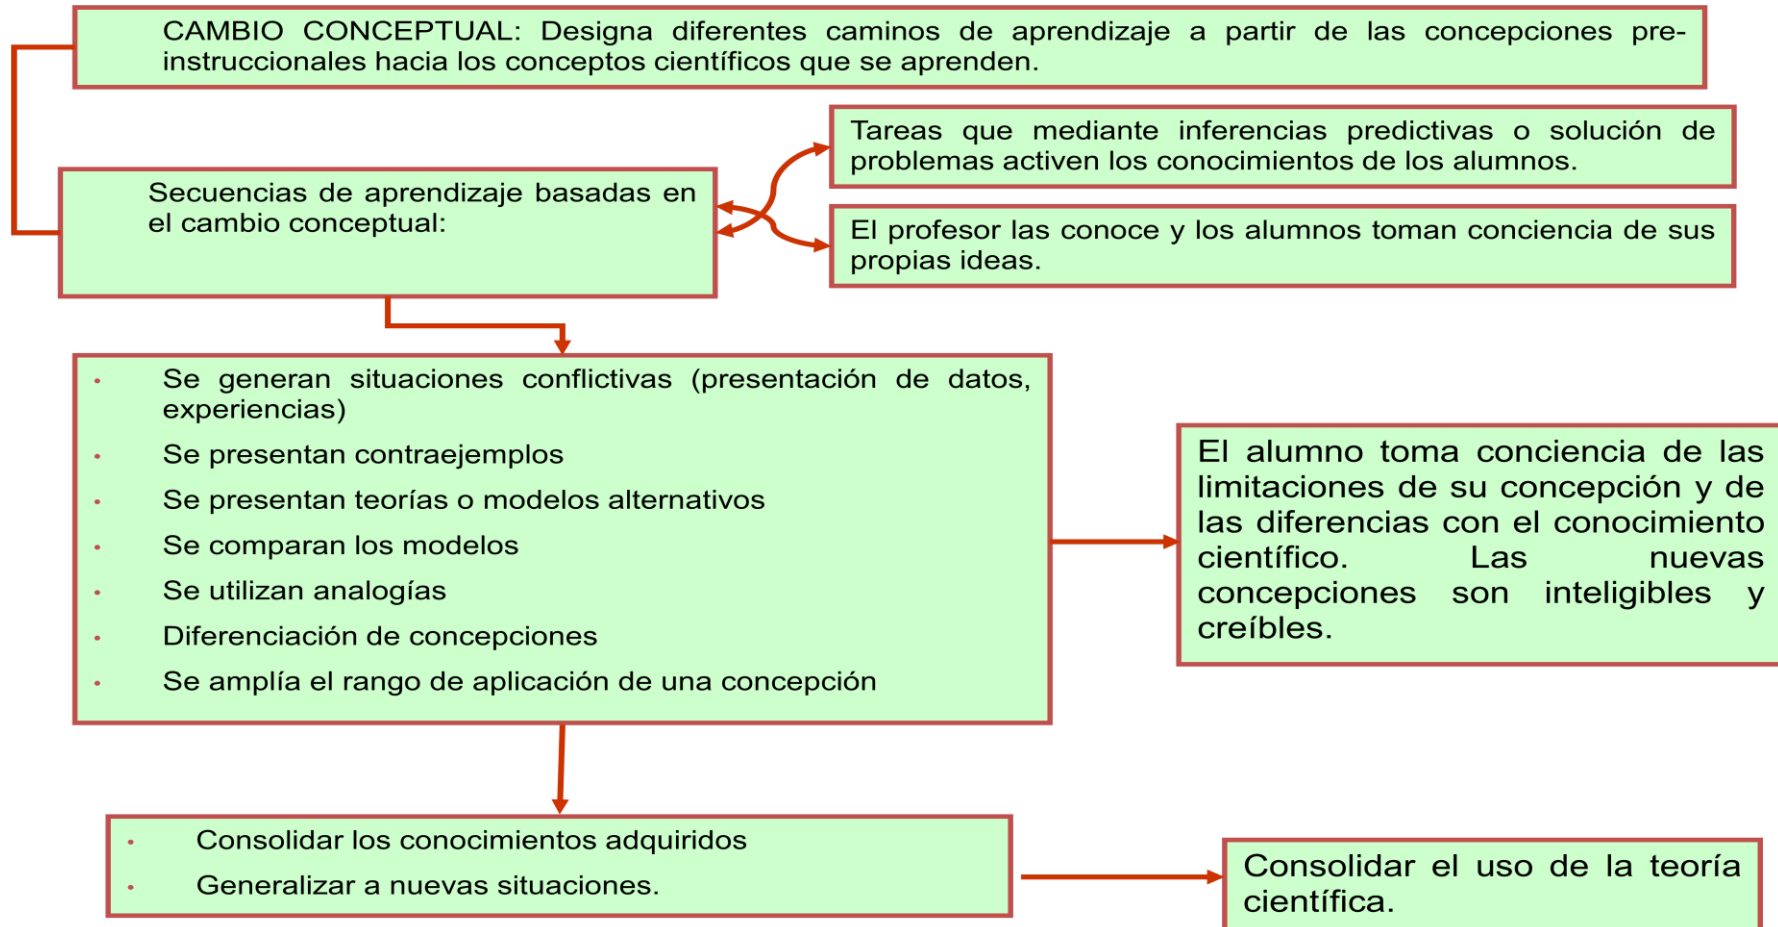 CAMBIO CONCEPTUAL: Designa diferentes caminos de aprendizaje a partir de las concepciones pre-
instruccionales hacia los conceptos científicos que se aprenden.
Tareas que mediante inferencias predictivas o solución de
problemas activen los conocimientos de los alumnos.
Secuencias de aprendizaje basadas en
el cambio conceptual:
El profesor las conoce y los alumnos toman conciencia de sus
propias ideas.
• Se generan situaciones conflictivas (presentación de datos,
experiencias)
• Se presentan contraejemplos
• Se presentan teorías o modelos alternativos
• Se comparan los modelos
• Se utilizan analogías
• Diferenciación de concepciones
• Se amplía el rango de aplicación de una concepción
El alumno toma conciencia de las
limitaciones de su concepción y de
las diferencias con el conocimiento
científico. Las nuevas
concepciones son inteligibles y
creíbles.
• Consolidar los conocimientos adquiridos
• Generalizar a nuevas situaciones.
Consolidar el uso de la teoría
científica.